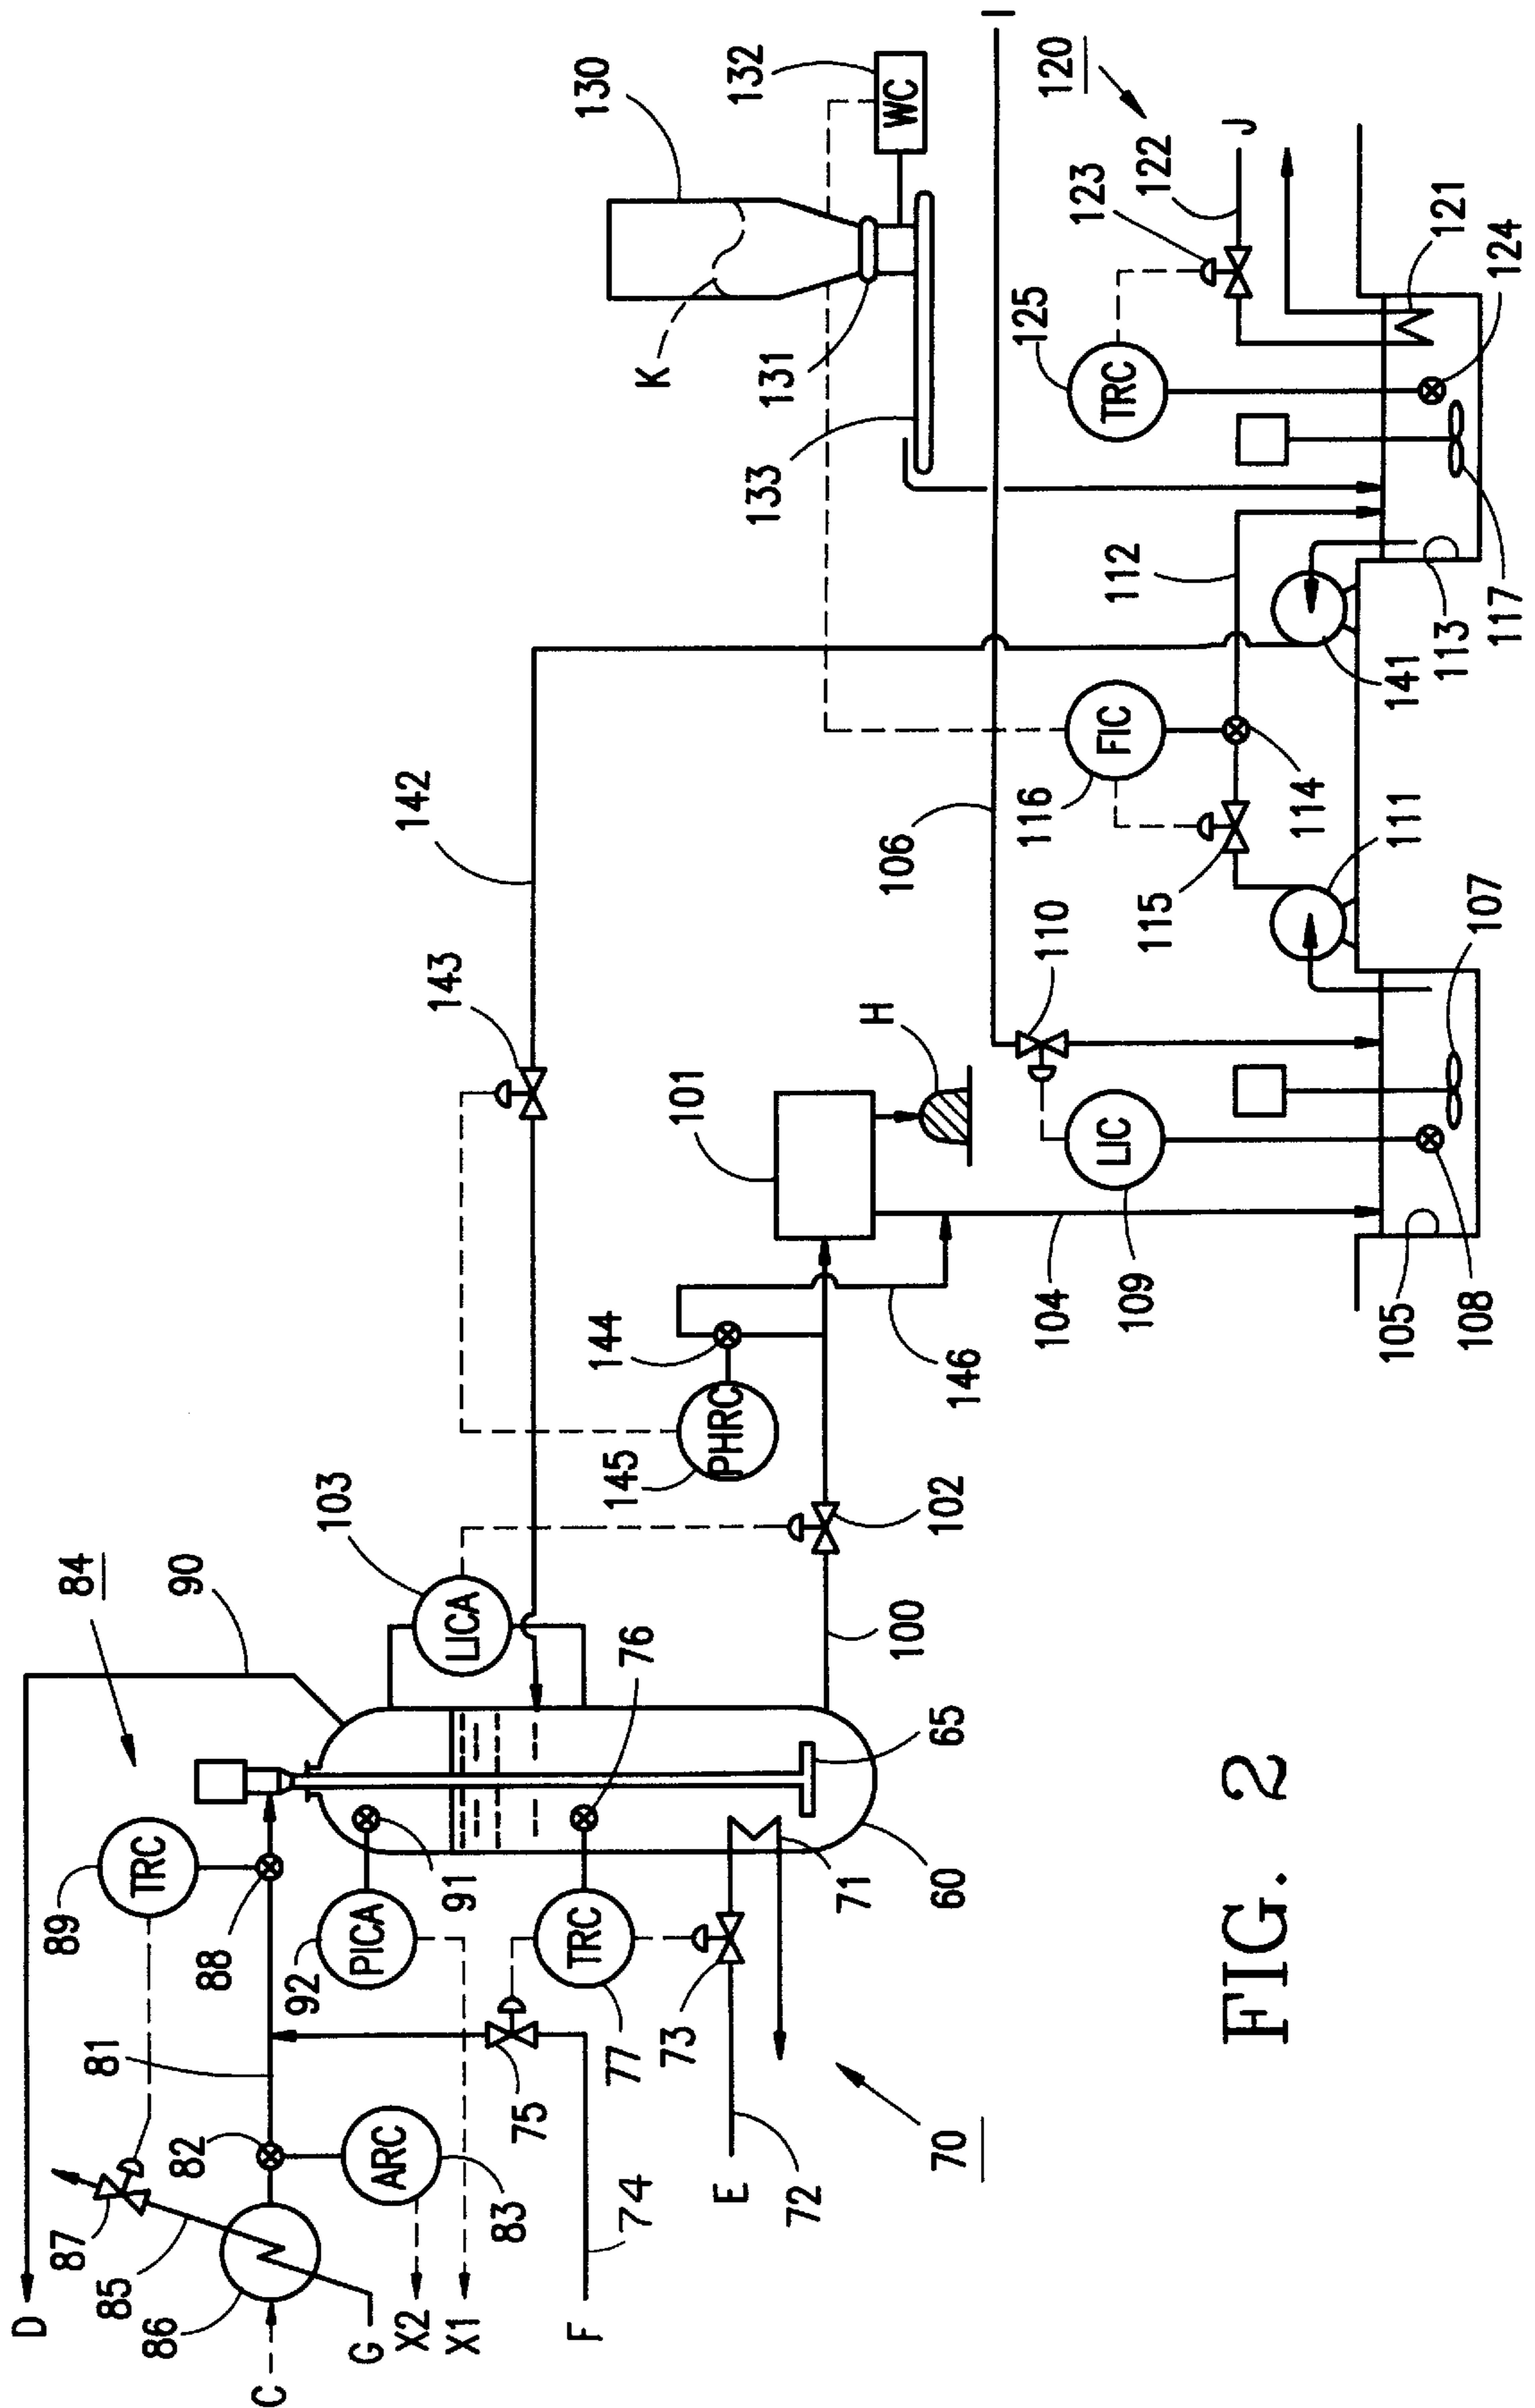 D
C
G
X2
X1
F
E
86
85
87
82
ARC
83
74
72
70
81
75
77
73
88
89
TRC
92
PICA
91
TRC
71
60
84
90
76
65
103
LICA
100
102
145
PHRC
144
146
104
143
142
101
H
110
106
LIC
109
105
108
107
111
115
116
FIC
114
112
141
113
117
133
131
K
130
132
WC
I
120
122
J
123
125
TRC
121
124
FIG. 2